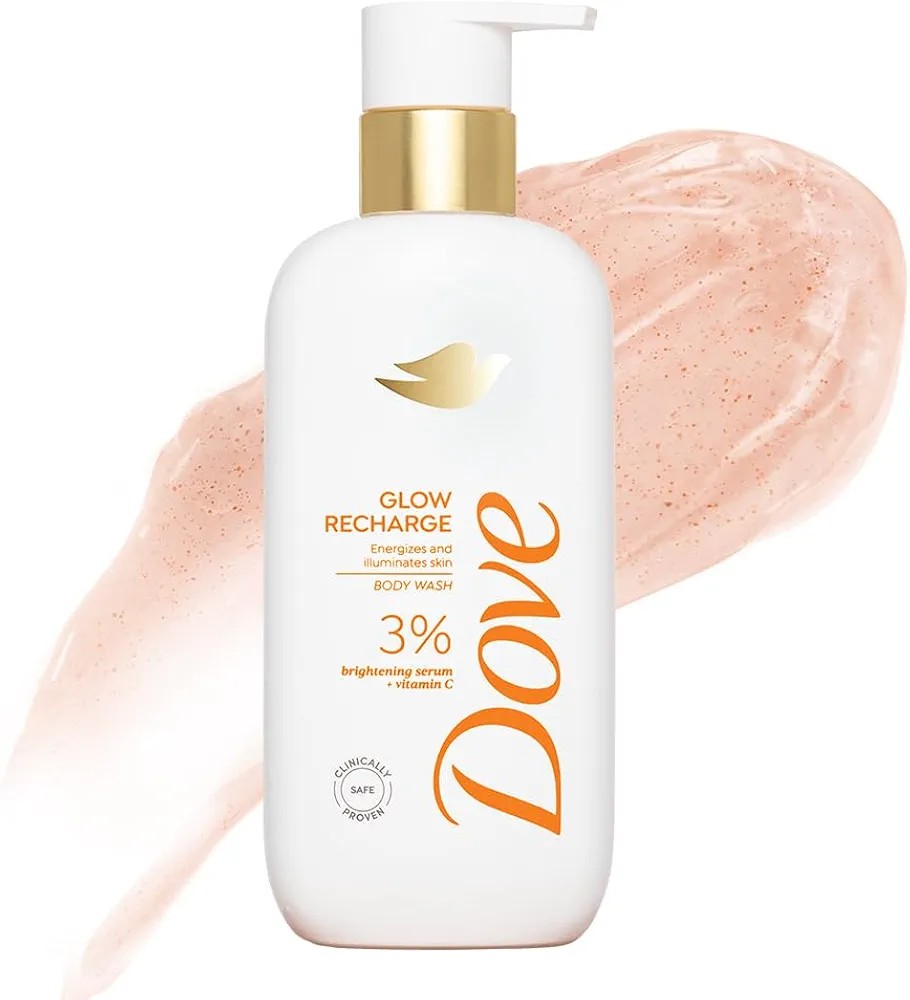 GLOW
RECHARGE
Energizes and
illuminates skin
BODY WASH
3%
brightening serum
+ vitamin C
CLINICALLY
SAFE
PROVEN
Dove